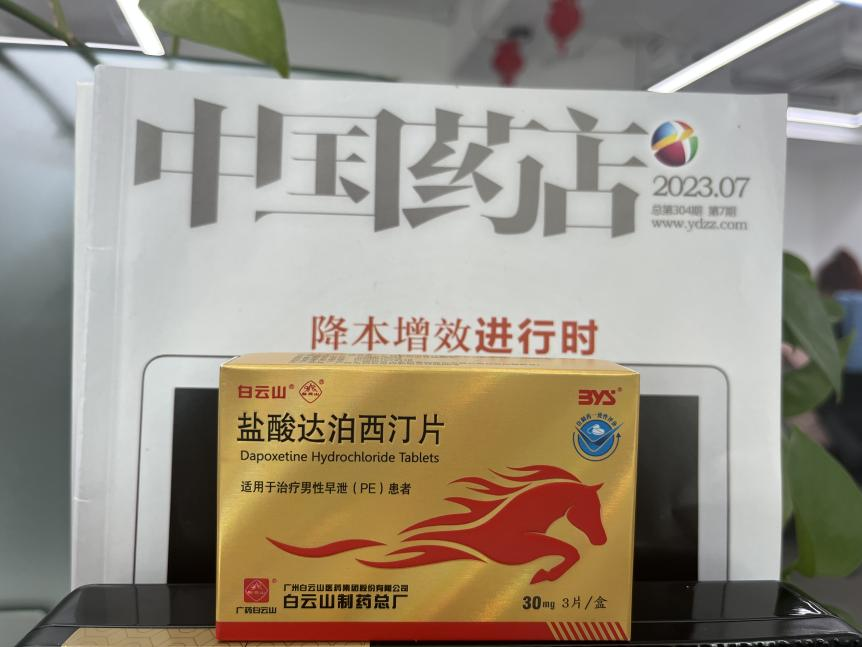 中国药店
2023.07
总第304期 第7期
www.ydzz.com
降本增效进行时
白云山®
BYS®
盐酸达泊西汀片
Dapoxetine Hydrochloride Tablets
适用于治疗男性早泄（PE）患者
广药白云山
广州白云山医药集团股份有限公司
白云山制药总厂
30mg 3片/盒